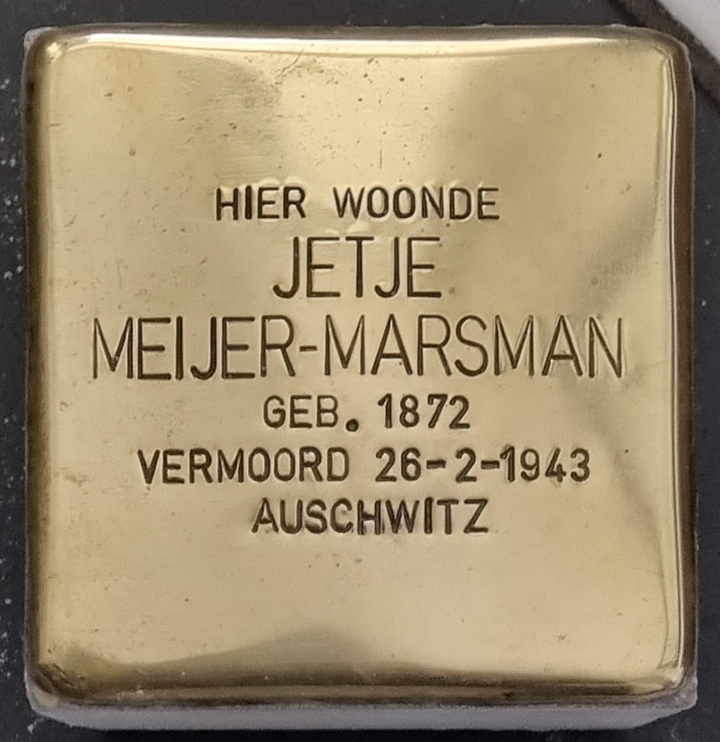 HIER WOONDE
JETJE
MEIJER-MARSMAN
GEB. 1872
VERMOORD 26-2-1943
AUSCHWITZ